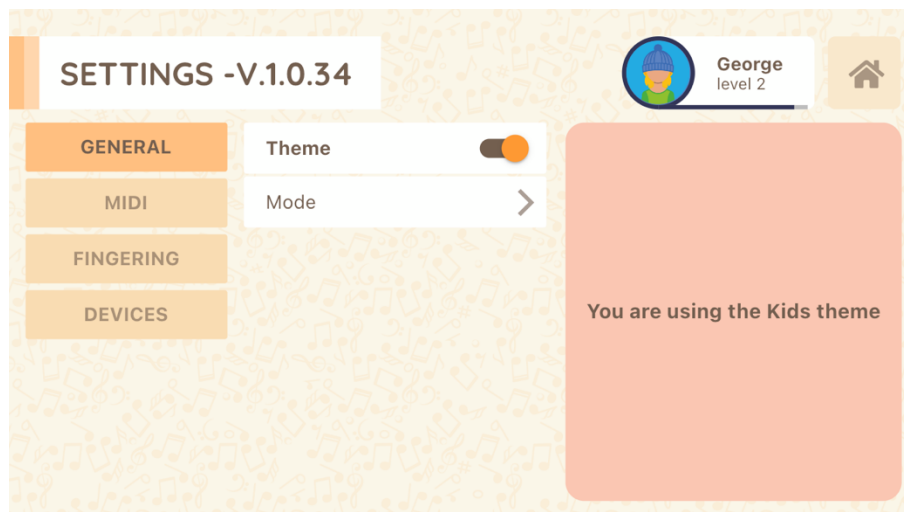 SETTINGS -V.1.0.34
George
level 2
GENERAL
MIDI
FINGERING
DEVICES
Theme
Mode
You are using the Kids theme